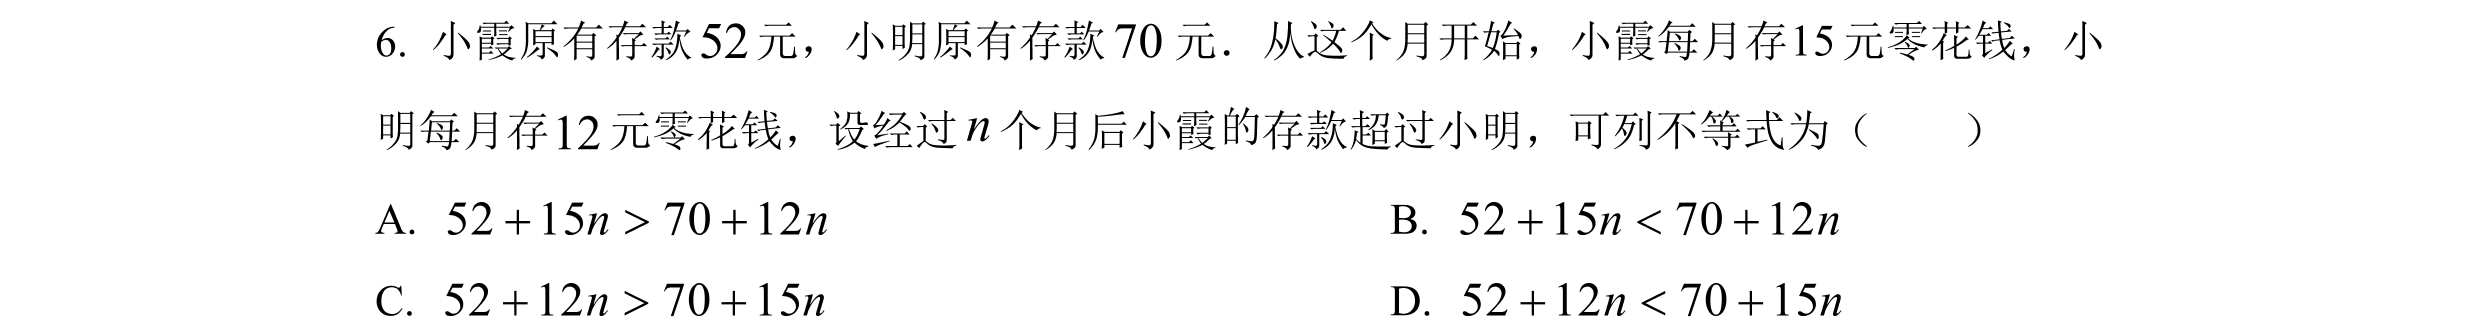 6. 小霞原有存款52元，小明原有存款70元．从这个月开始，小霞每月存15元零花钱，小
明每月存12元零花钱，设经过n个月后小霞的存款超过小明，可列不等式为（　　）
A. 52+15n>70+12n B. 52+15n<70+12n
C. 52+12n>70+15n D. 52+12n<70+15n